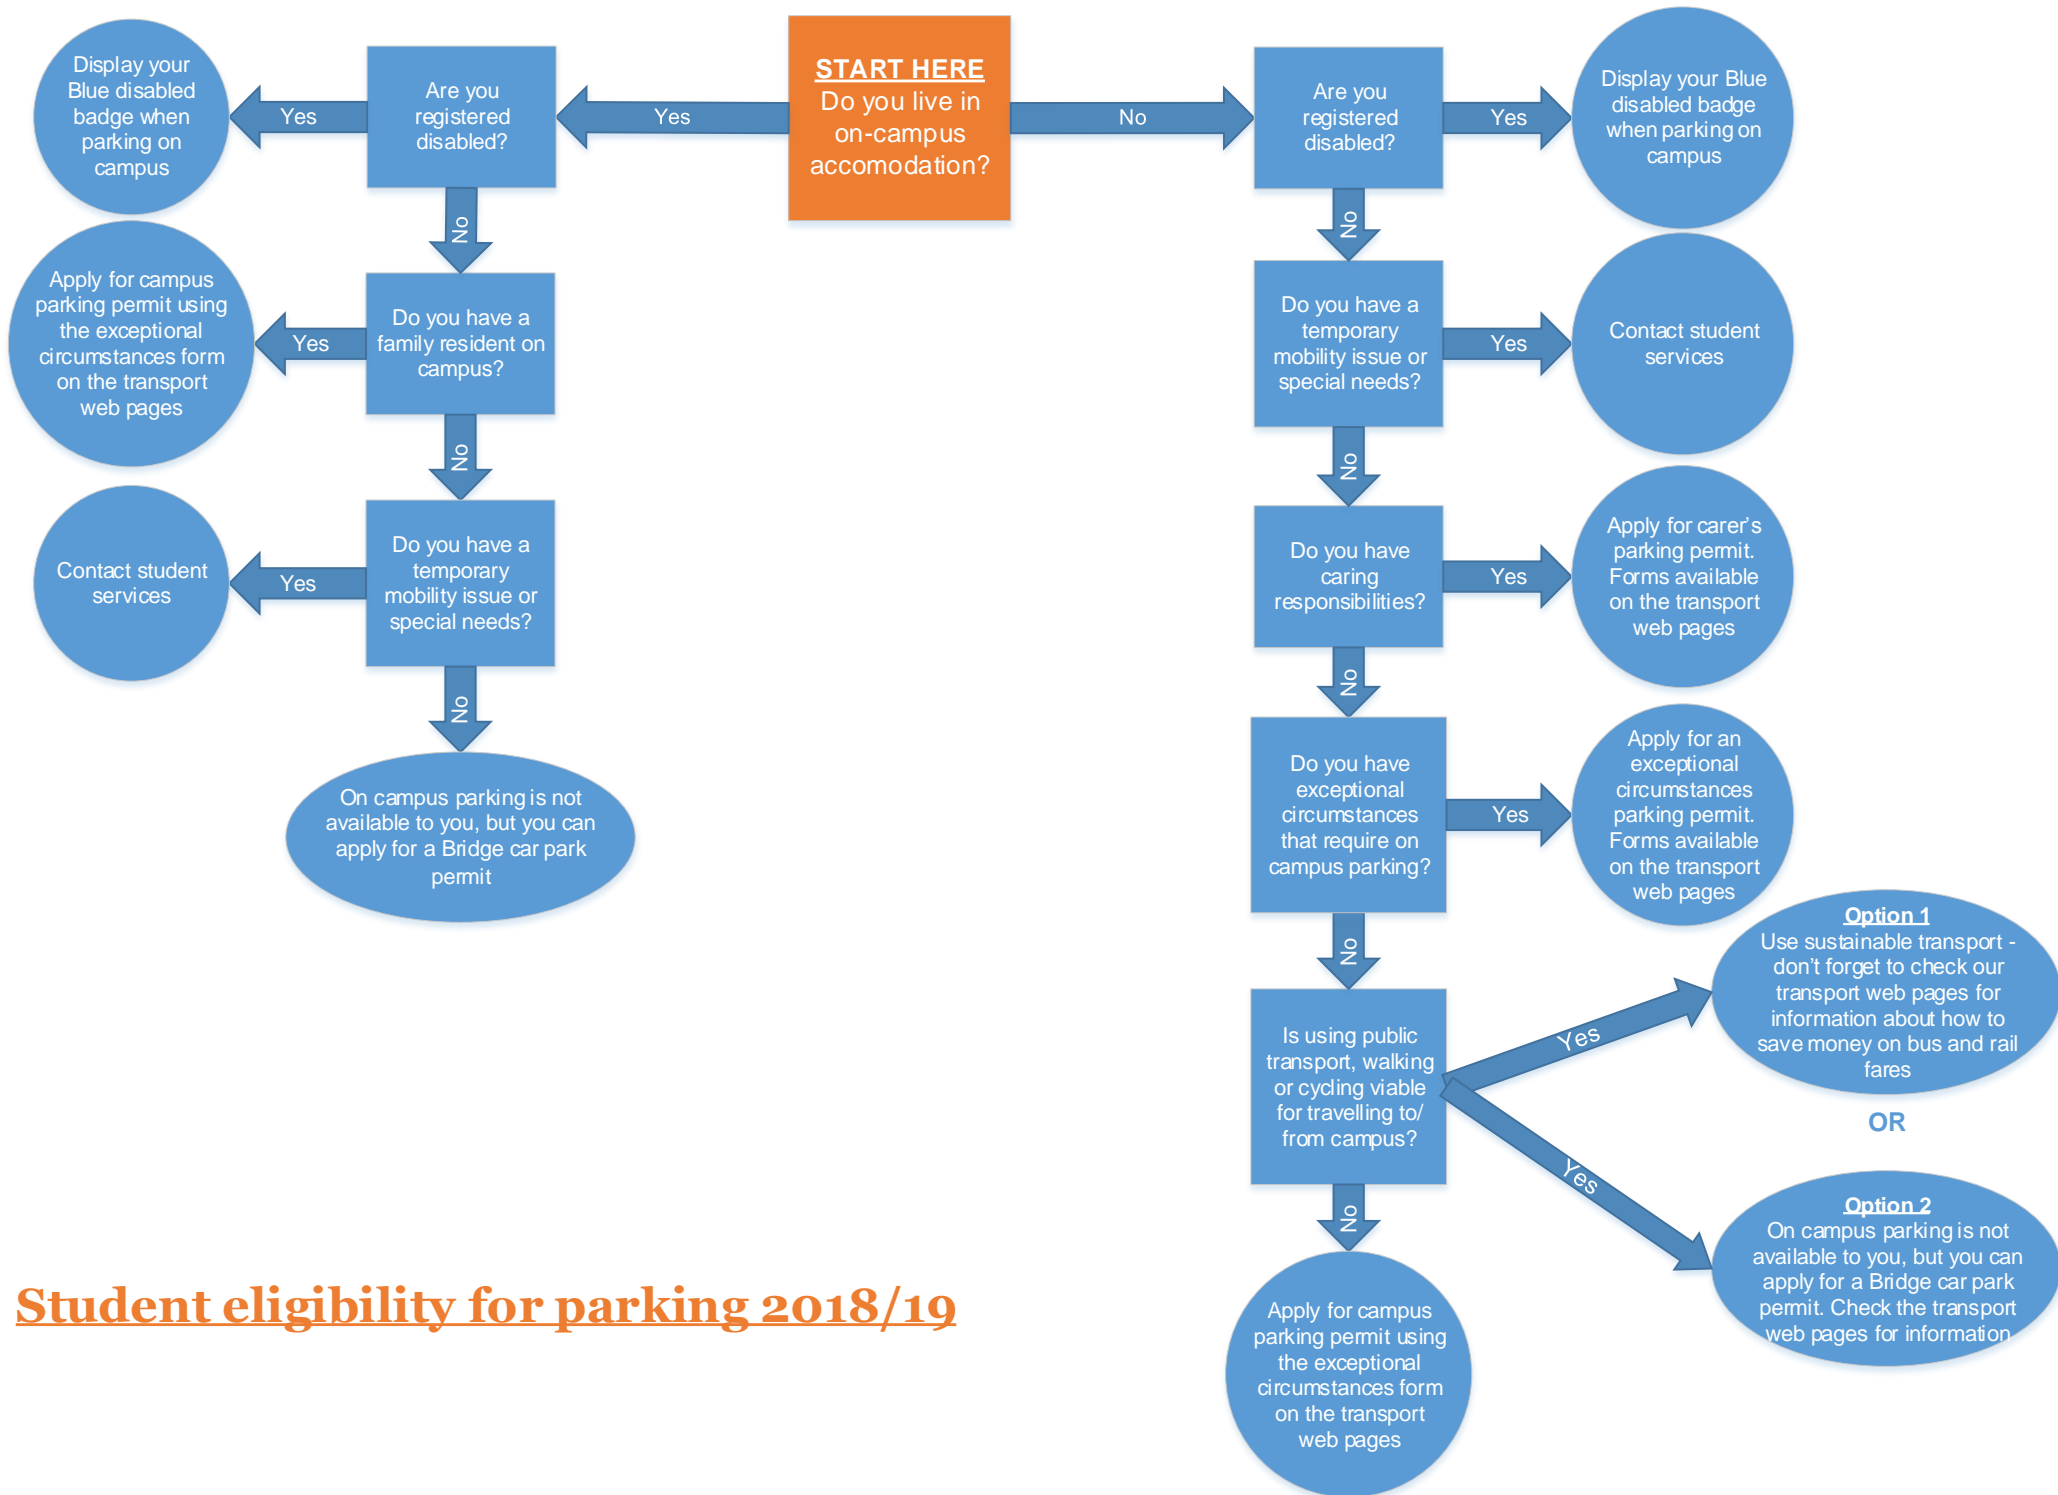 START HERE
Do you live in
on-campus
accomodation?
Yes
Are you
registered
disabled?
Yes
Display your
Blue disabled
badge when
parking on
campus
No
Do you have a
family resident on
campus?
Yes
Apply for campus
parking permit using
the exceptional
circumstances form
on the transport
web pages
No
Do you have a
temporary
mobility issue or
special needs?
Yes
Contact student
services
No
On campus parking is not
available to you, but you can
apply for a Bridge car park
permit
No
Are you
registered
disabled?
Yes
Display your Blue
disabled badge
when parking on
campus
No
Do you have a
temporary
mobility issue or
special needs?
Yes
Contact student
services
No
Do you have
caring
responsibilities?
Yes
Apply for carer’s
parking permit.
Forms available
on the transport
web pages
No
Do you have
exceptional
circumstances
that require on
campus parking?
Yes
Apply for an
exceptional
circumstances
parking permit.
Forms available
on the transport
web pages
No
Is using public
transport, walking
or cycling viable
for travelling to/
from campus?
Yes
Option 1
Use sustainable transport -
don’t forget to check our
transport web pages for
information about how to
save money on bus and rail
fares
OR
Yes
Option 2
On campus parking is not
available to you, but you can
apply for a Bridge car park
permit. Check the transport
web pages for information
No
Apply for campus
parking permit using
the exceptional
circumstances form
on the transport
web pages
Student eligibility for parking 2018/19